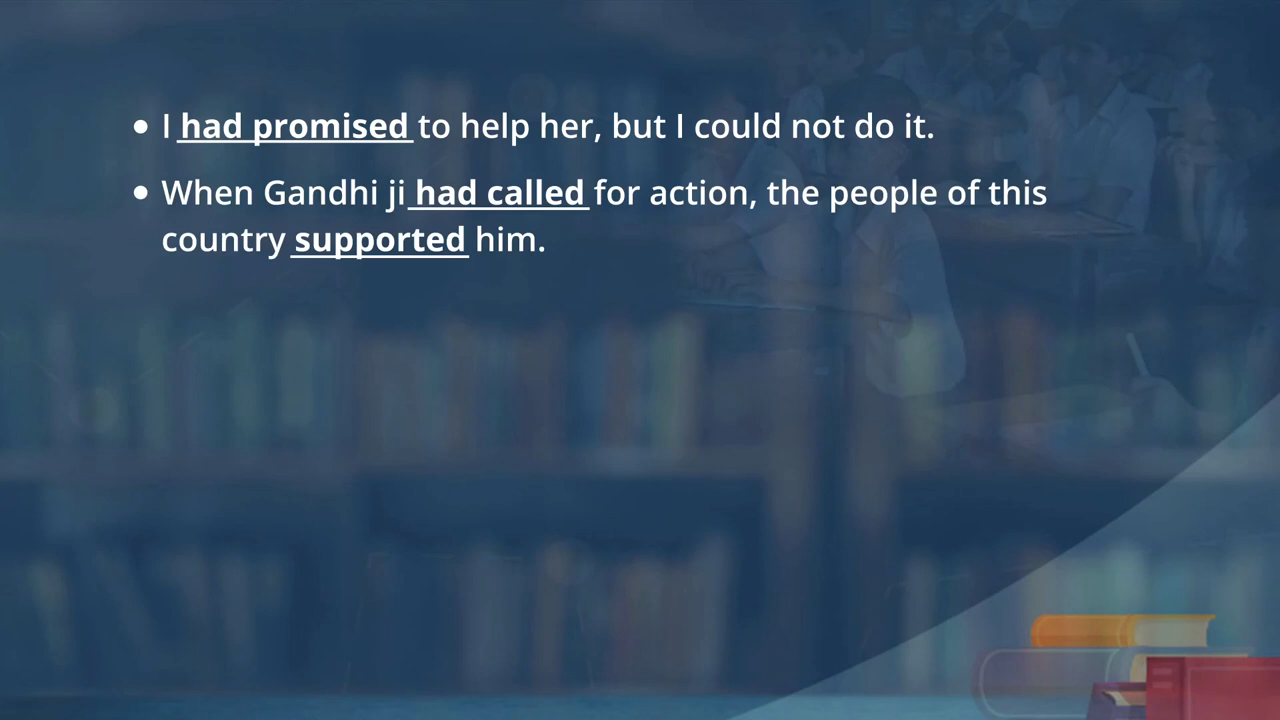 • I had promised to help her, but I could not do it.
• When Gandhi ji had called for action, the people of this
country supported him.